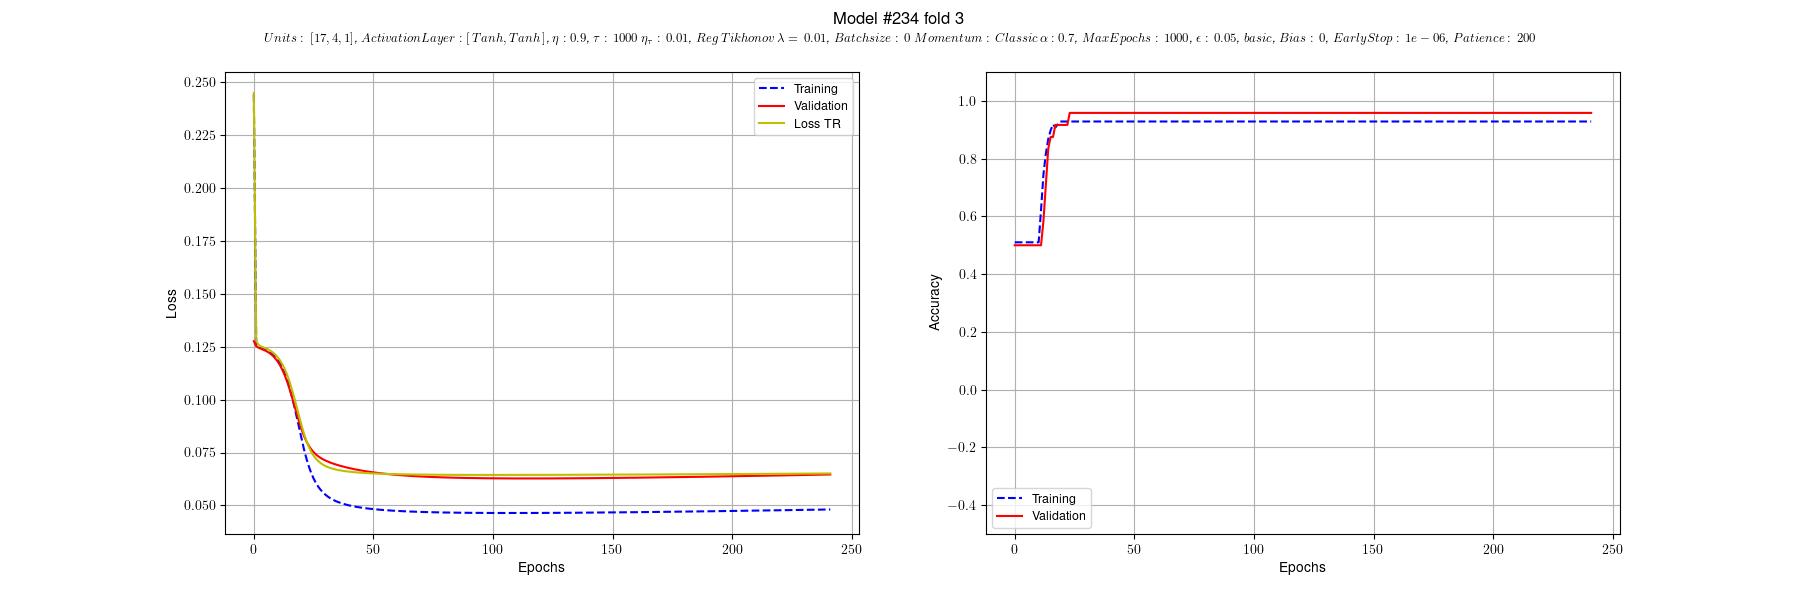 Model #234 fold 3
Units : [17, 4, 1], ActivationLayer : [Tanh, Tanh], η : 0.9, τ : 1000 ητ : 0.01, Reg Tikhonov λ = 0.01, Batchsize : 0 Momentum : Classic α : 0.7, MaxEpochs : 1000, ϵ : 0.05, basic, Bias : 0, EarlyStop : 1e − 06, Patience : 200
0.250
0.225
0.200
0.175
0.150
0.125
0.100
0.075
0.050
Loss
Training
Validation
Loss TR
0
50
100
150
200
250
Epochs
1.0
0.8
0.6
0.4
0.2
0.0
−0.2
−0.4
Accuracy
Training
Validation
0
50
100
150
200
250
Epochs